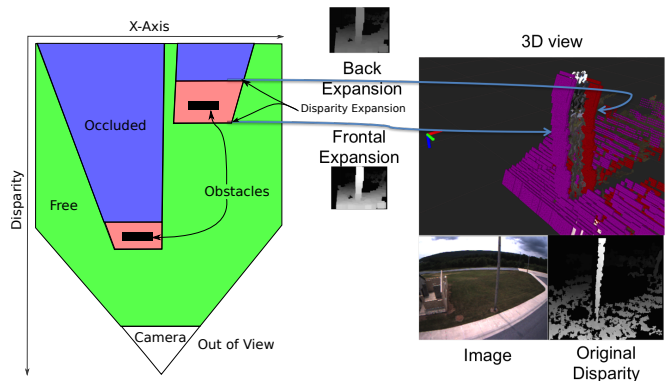 X-Axis
Disparity
Occluded
Free
Obstacles
Camera
Out of View
Back
Expansion
Disparity Expansion
Frontal
Expansion
3D view
Image
Original
Disparity